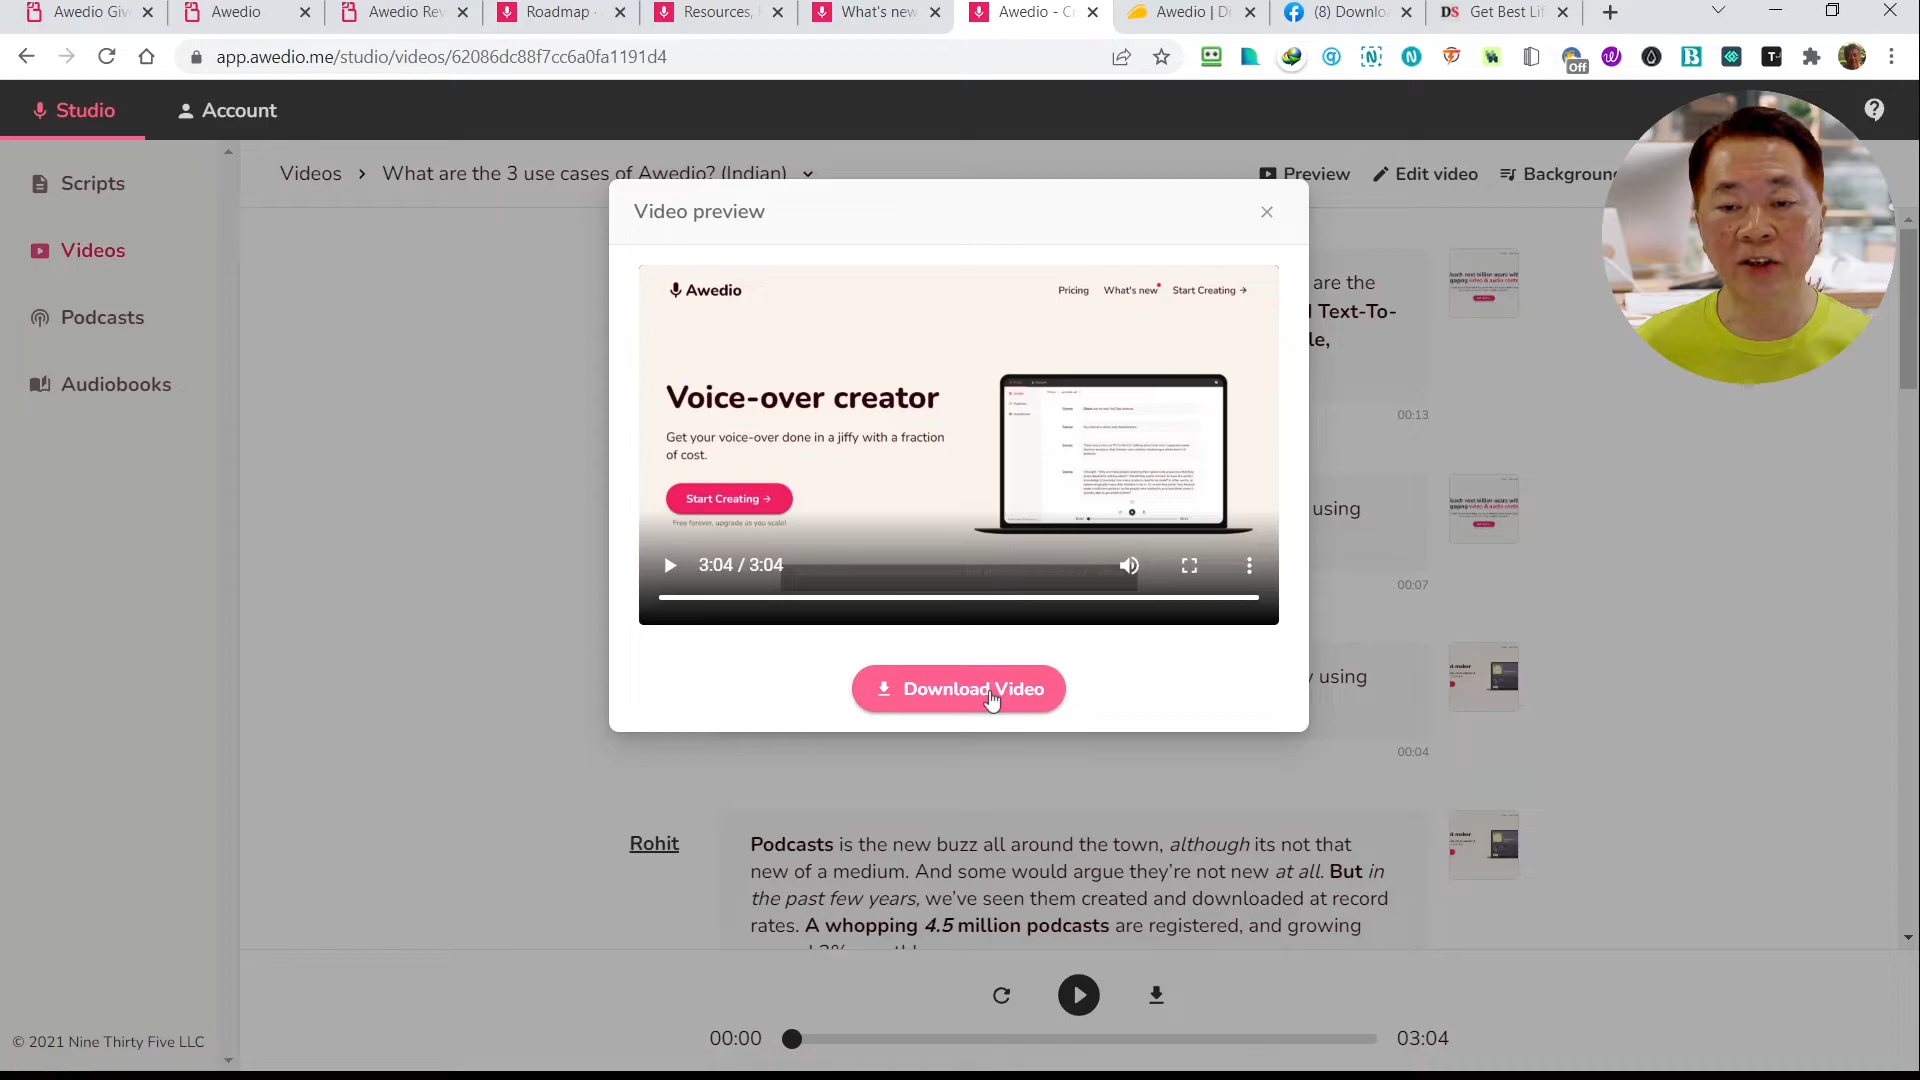 Awedio Giv
Awedio
Awedio Rev
Roadmap ·
Resources,
What's new
Awedio - C
Awedio | D
(8) Downlo
DS Get Best Lif
app.awedio.me/studio/videos/62086dc88f7cc6a0fa1191d4
Off
Studio
Account
Scripts
Videos
Podcasts
Audiobooks
Videos > What are the 3 use cases of Awedio? (Indian)
Preview
Edit video
Backgroun
Video preview
Awedio
Pricing
What's new
Start Creating →
Voice-over creator
Get your voice-over done in a jiffy with a fraction
of cost.
Start Creating →
Free forever, upgrade as you scale!
3:04 / 3:04
Download Video
are the
Text-To-
le,
00:13
using
00:07
using
00:04
Rohit
Podcasts is the new buzz all around the town, although its not that
new of a medium. And some would argue they're not new at all. But in
the past few years, we've seen them created and downloaded at record
rates. A whopping 4.5 million podcasts are registered, and growing
00:00
03:04
© 2021 Nine Thirty Five LLC